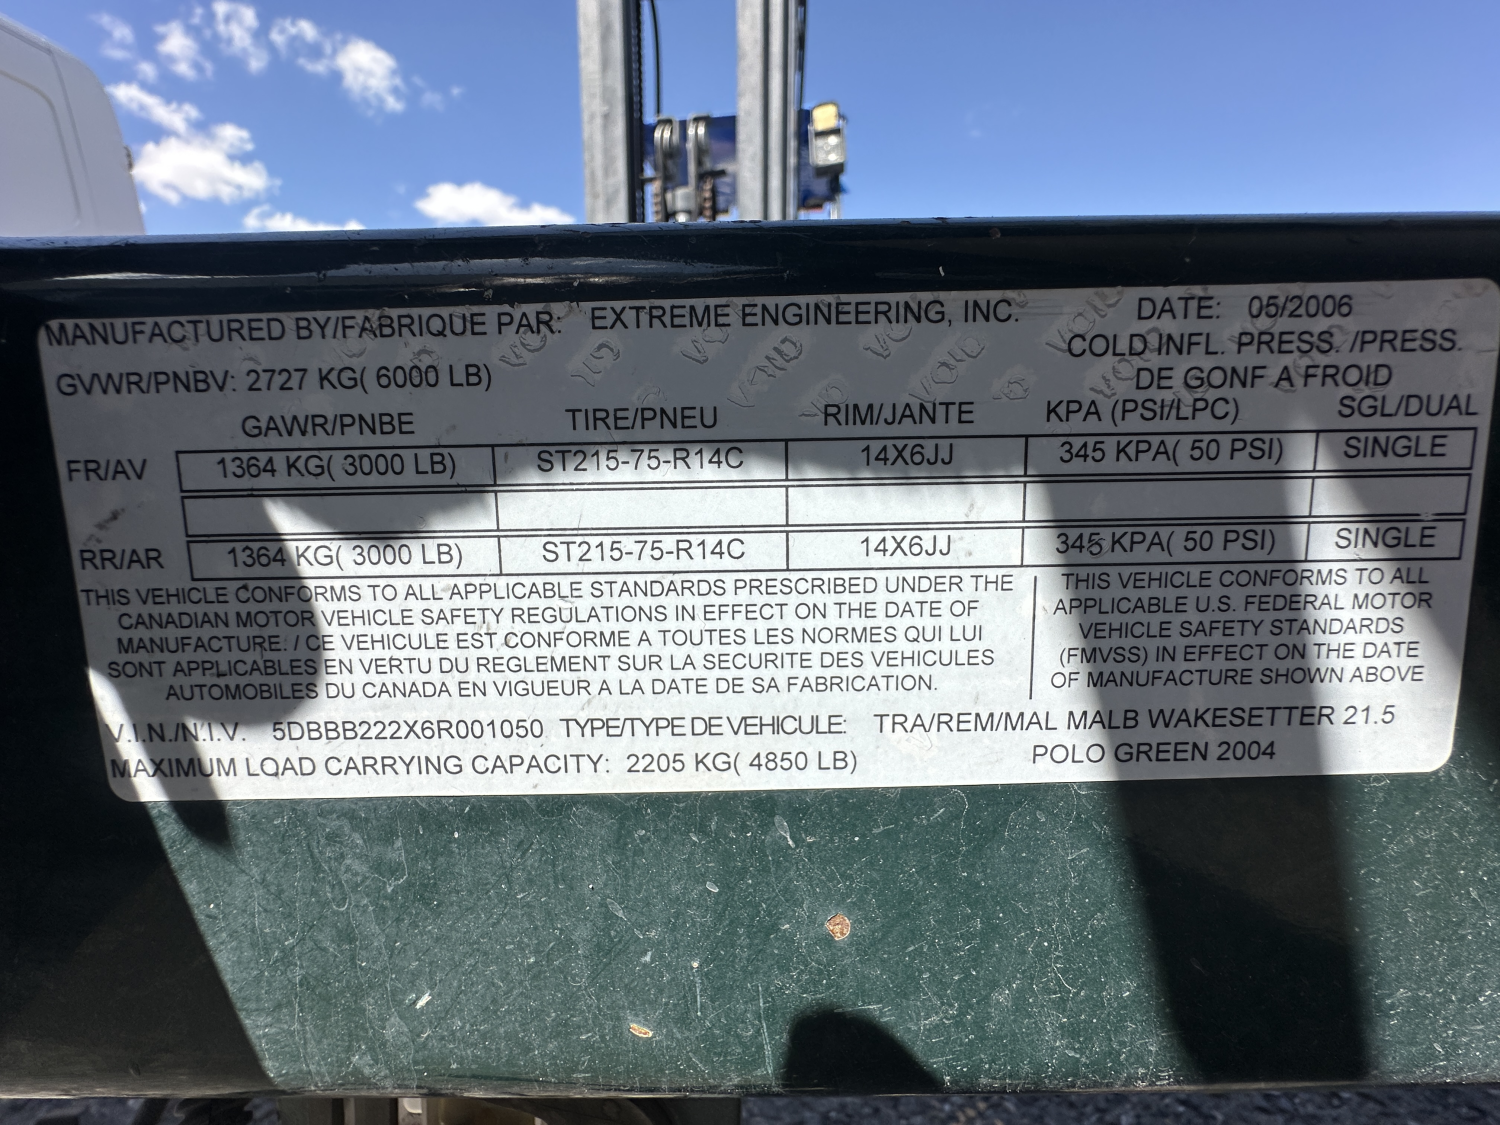 MANUFACTURED BY/FABRIQUE PAR: EXTREME ENGINEERING, INC. DATE: 05/2006
GVWR/PNBV: 2727 KG( 6000 LB) COLD INFL. PRESS. /PRESS.
DE GONF A FROID
GAWR/PNBE TIRE/PNEU RIM/JANTE KPA (PSI/LPC) SGL/DUAL
FR/AV 1364 KG( 3000 LB) ST215-75-R14C 14X6JJ 345 KPA( 50 PSI) SINGLE
RR/AR 1364 KG( 3000 LB) ST215-75-R14C 14X6JJ 345 KPA( 50 PSI) SINGLE
THIS VEHICLE CONFORMS TO ALL APPLICABLE STANDARDS PRESCRIBED UNDER THE
CANADIAN MOTOR VEHICLE SAFETY REGULATIONS IN EFFECT ON THE DATE OF
MANUFACTURE. / CE VEHICULE EST CONFORME A TOUTES LES NORMES QUI LUI
SONT APPLICABLES EN VERTU DU REGLEMENT SUR LA SECURITE DES VEHICULES
AUTOMOBILES DU CANADA EN VIGUEUR A LA DATE DE SA FABRICATION.
THIS VEHICLE CONFORMS TO ALL
APPLICABLE U.S. FEDERAL MOTOR
VEHICLE SAFETY STANDARDS
(FMVSS) IN EFFECT ON THE DATE
OF MANUFACTURE SHOWN ABOVE
V.I.N./N.I.V. 5DBBB222X6R001050 TYPE/TYPE DE VEHICULE: TRA/REM/MAL MALB WAKESETTER 21.5
MAXIMUM LOAD CARRYING CAPACITY: 2205 KG( 4850 LB) POLO GREEN 2004